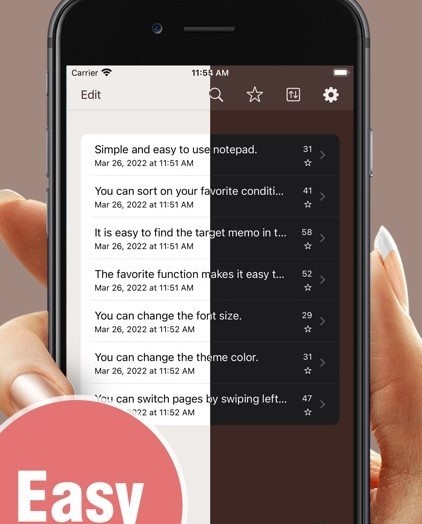 Carrier 11:55 AM
Edit
Simple and easy to use notepad. 31
Mar 26, 2022 at 11:51 AM
You can sort on your favorite conditi... 41
Mar 26, 2022 at 11:51 AM
It is easy to find the target memo in t... 58
Mar 26, 2022 at 11:51 AM
The favorite function makes it easy t... 52
Mar 26, 2022 at 11:51 AM
You can change the font size. 29
Mar 26, 2022 at 11:52 AM
You can change the theme color. 31
Mar 26, 2022 at 11:52 AM
You can switch pages by swiping left... 47
2022 at 11:52 AM
Easy